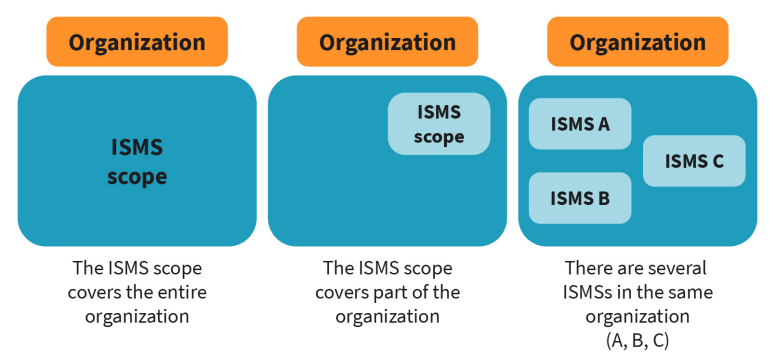 Organization
ISMS
scope
The ISMS scope
covers the entire
organization
Organization
ISMS
scope
The ISMS scope
covers part of the
organization
Organization
ISMS A
ISMS C
ISMS B
There are several
ISMSs in the same
organization
(A, B, C)